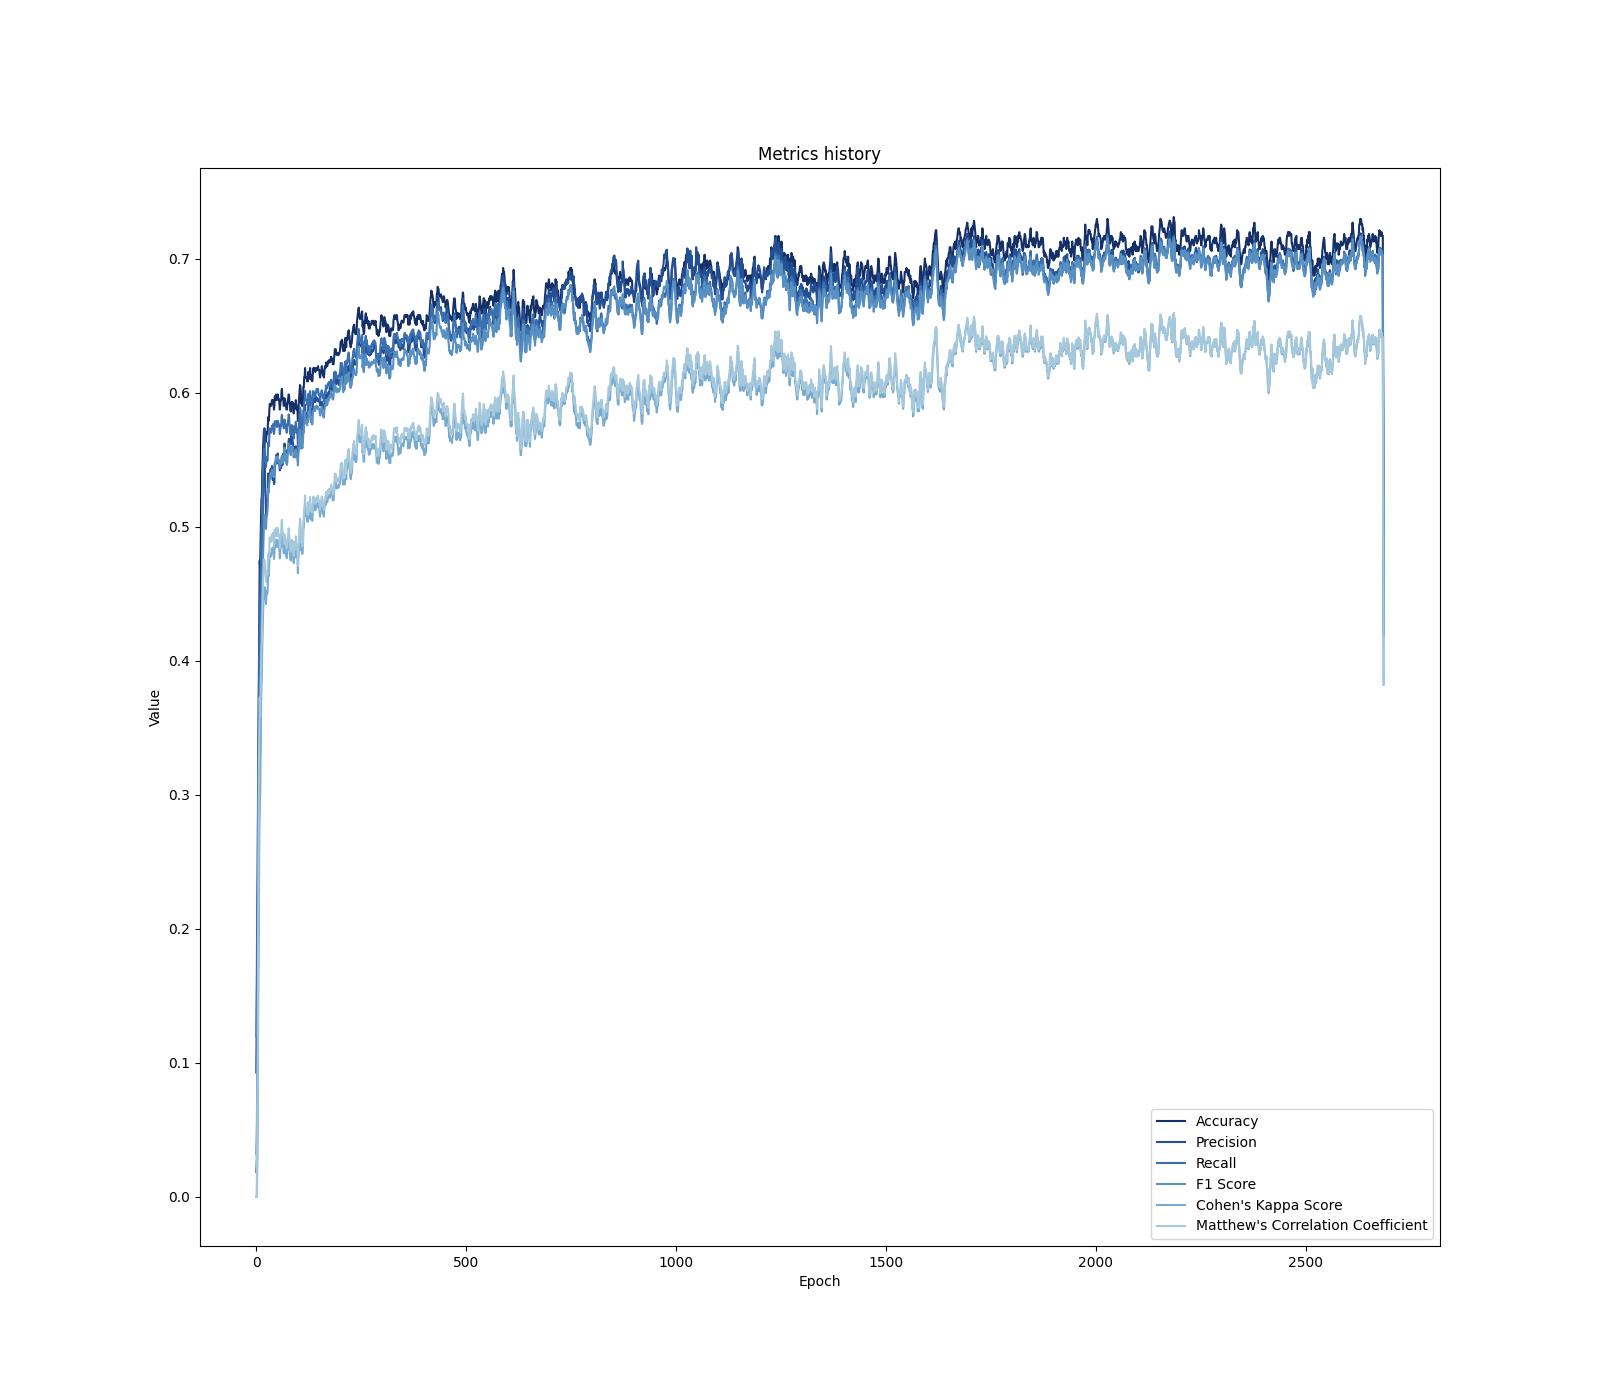 Metrics history
0.7
0.6
0.5
0.4
0.3
0.2
0.1
0.0
Value
0 500 1000 1500 2000 2500
Epoch
Accuracy
Precision
Recall
F1 Score
Cohen's Kappa Score
Matthew's Correlation Coefficient